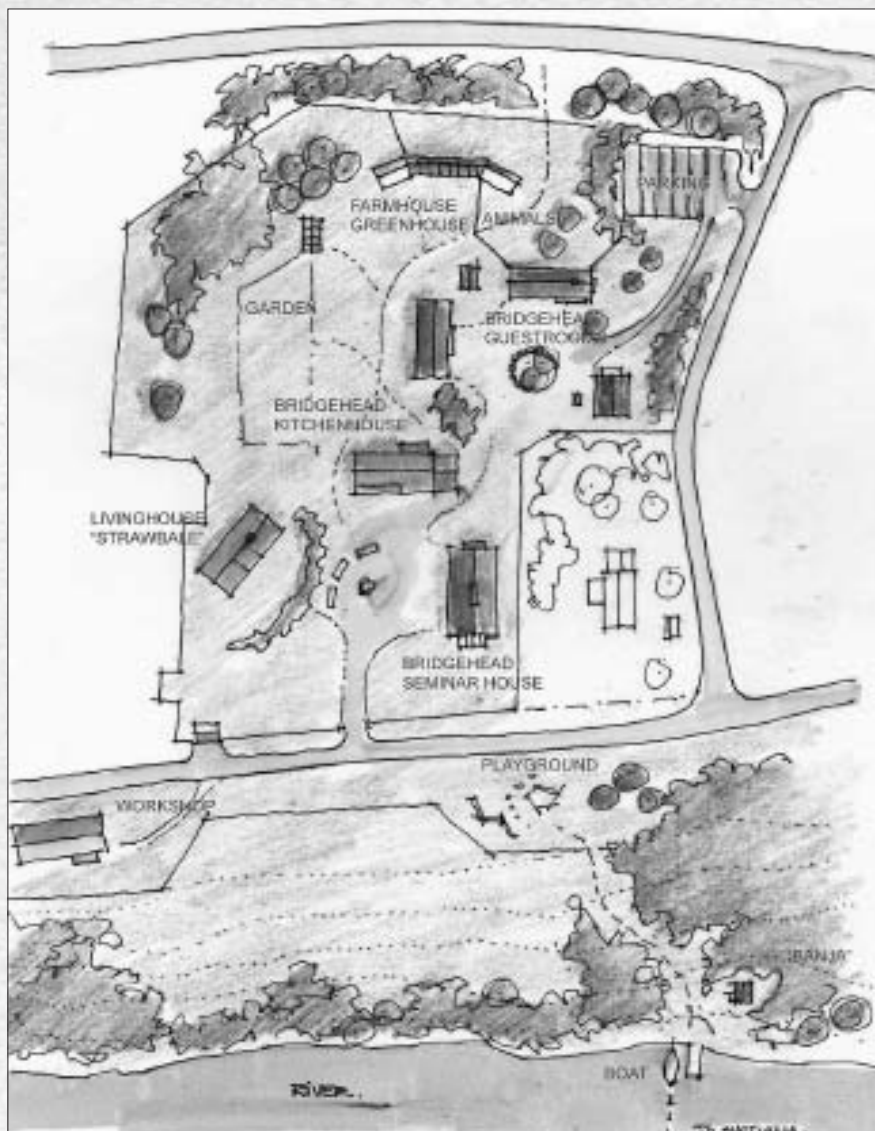 PARKING
FARMHOUSE
GREENHOUSE
ANIMALS
GARDEN
BRIDGEHEAD
GUESTROOMS
BRIDGEHEAD
KITCHENHOUSE
LIVINGHOUSE
"STRAWBALE"
BRIDGEHEAD
SEMINAR HOUSE
PLAYGROUND
WORKSHOP
"BANJA"
BOAT
RIVER